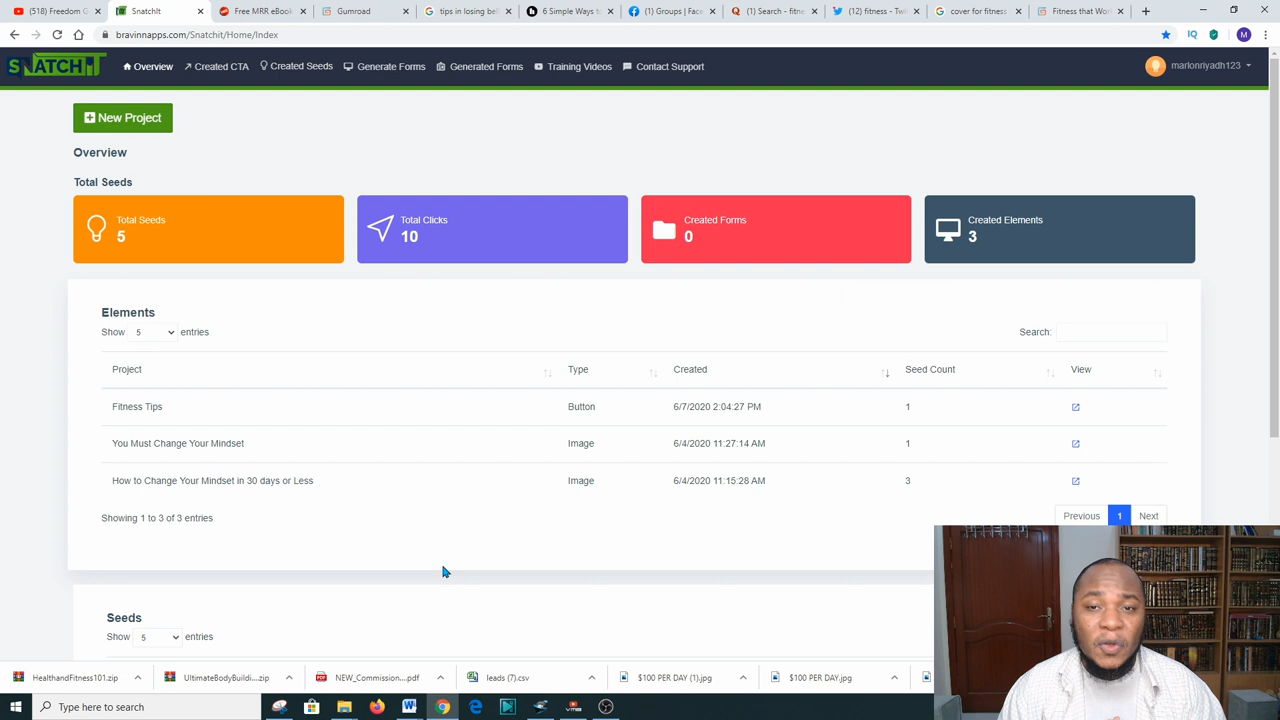 (518) Freedom G
SnatchIt
Free MRR eBook
Gumroad
tips in losing bel
6 Simple Ways to
(1) Groups | Face
(1) Search - fitne
(12) fitness - Twi
cover for fitness
Fitness that Wor
bravinnapps.com/Snatchit/Home/Index
IQ
M
SNATCHIT
Overview
Created CTA
Created Seeds
Generate Forms
Generated Forms
Training Videos
Contact Support
marlonriyadh123
New Project
Overview
Total Seeds
Total Seeds
5
Total Clicks
10
Created Forms
0
Created Elements
3
Elements
Show 5 entries
Search:
Project Type Created Seed Count View
Fitness Tips Button 6/7/2020 2:04:27 PM 1
You Must Change Your Mindset Image 6/4/2020 11:27:14 AM 1
How to Change Your Mindset in 30 days or Less Image 6/4/2020 11:15:28 AM 3
Showing 1 to 3 of 3 entries
Previous 1 Next
Seeds
Show 5 entries
HealthandFitness101.zip
UltimateBodyBuildi....zip
NEW_Commission....pdf
leads (7).csv
$100 PER DAY (1).jpg
$100 PER DAY.jpg
Type here to search